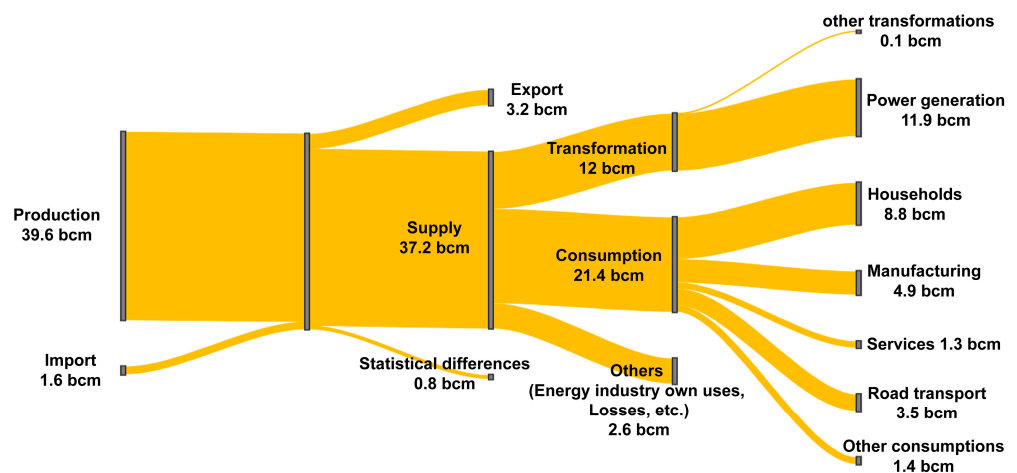 other transformations
0.1 bcm
Export
3.2 bcm
Power generation
11.9 bcm
Transformation
12 bcm
Households
8.8 bcm
Production
39.6 bcm
Supply
37.2 bcm
Consumption
21.4 bcm
Manufacturing
4.9 bcm
Services 1.3 bcm
Import
1.6 bcm
Statistical differences
0.8 bcm
Others
(Energy industry own uses,
Losses, etc.)
2.6 bcm
Road transport
3.5 bcm
Other consumptions
1.4 bcm